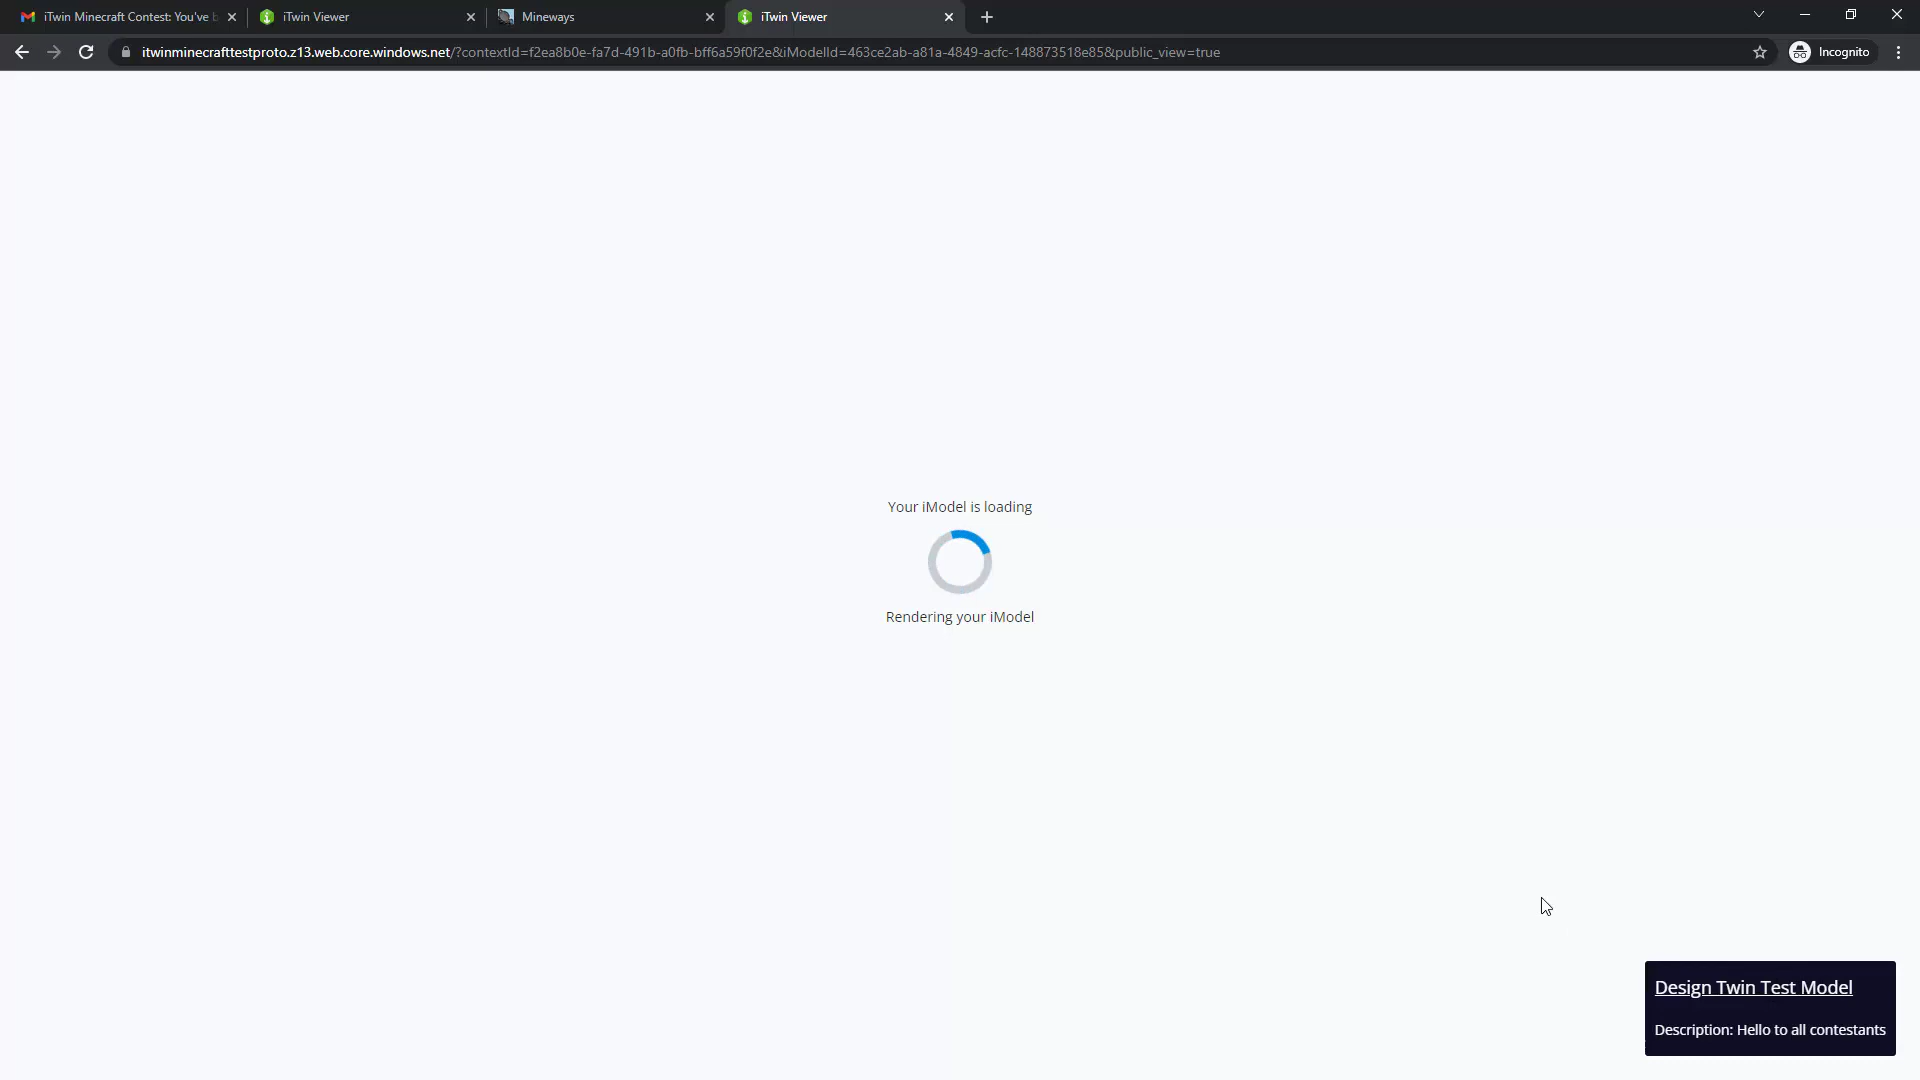 iTwin Minecraft Contest: You've b
iTwin Viewer
Mineways
iTwin Viewer
itwinminecrafttestproto.z13.web.core.windows.net/?contextId=f2ea8b0e-fa7d-491b-a0fb-bff6a59f0f2e&iModelId=463ce2ab-a81a-4849-acfc-148873518e85&public_view=true
Incognito
Your iModel is loading
Rendering your iModel
Design Twin Test Model
Description: Hello to all contestants